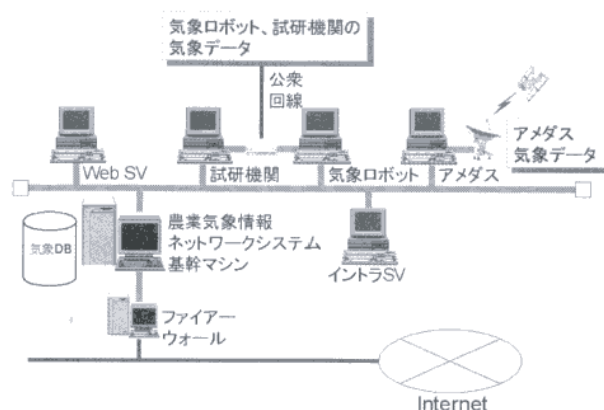 気象ロボット、試研機関の
気象データ
公衆
回線
アメダス
気象データ
Web SV
試研機関
気象ロボット
アメダス
農業気象情報
ネットワークシステム
基幹マシン
気象DB
イントラSV
ファイアー
ウォール
Internet